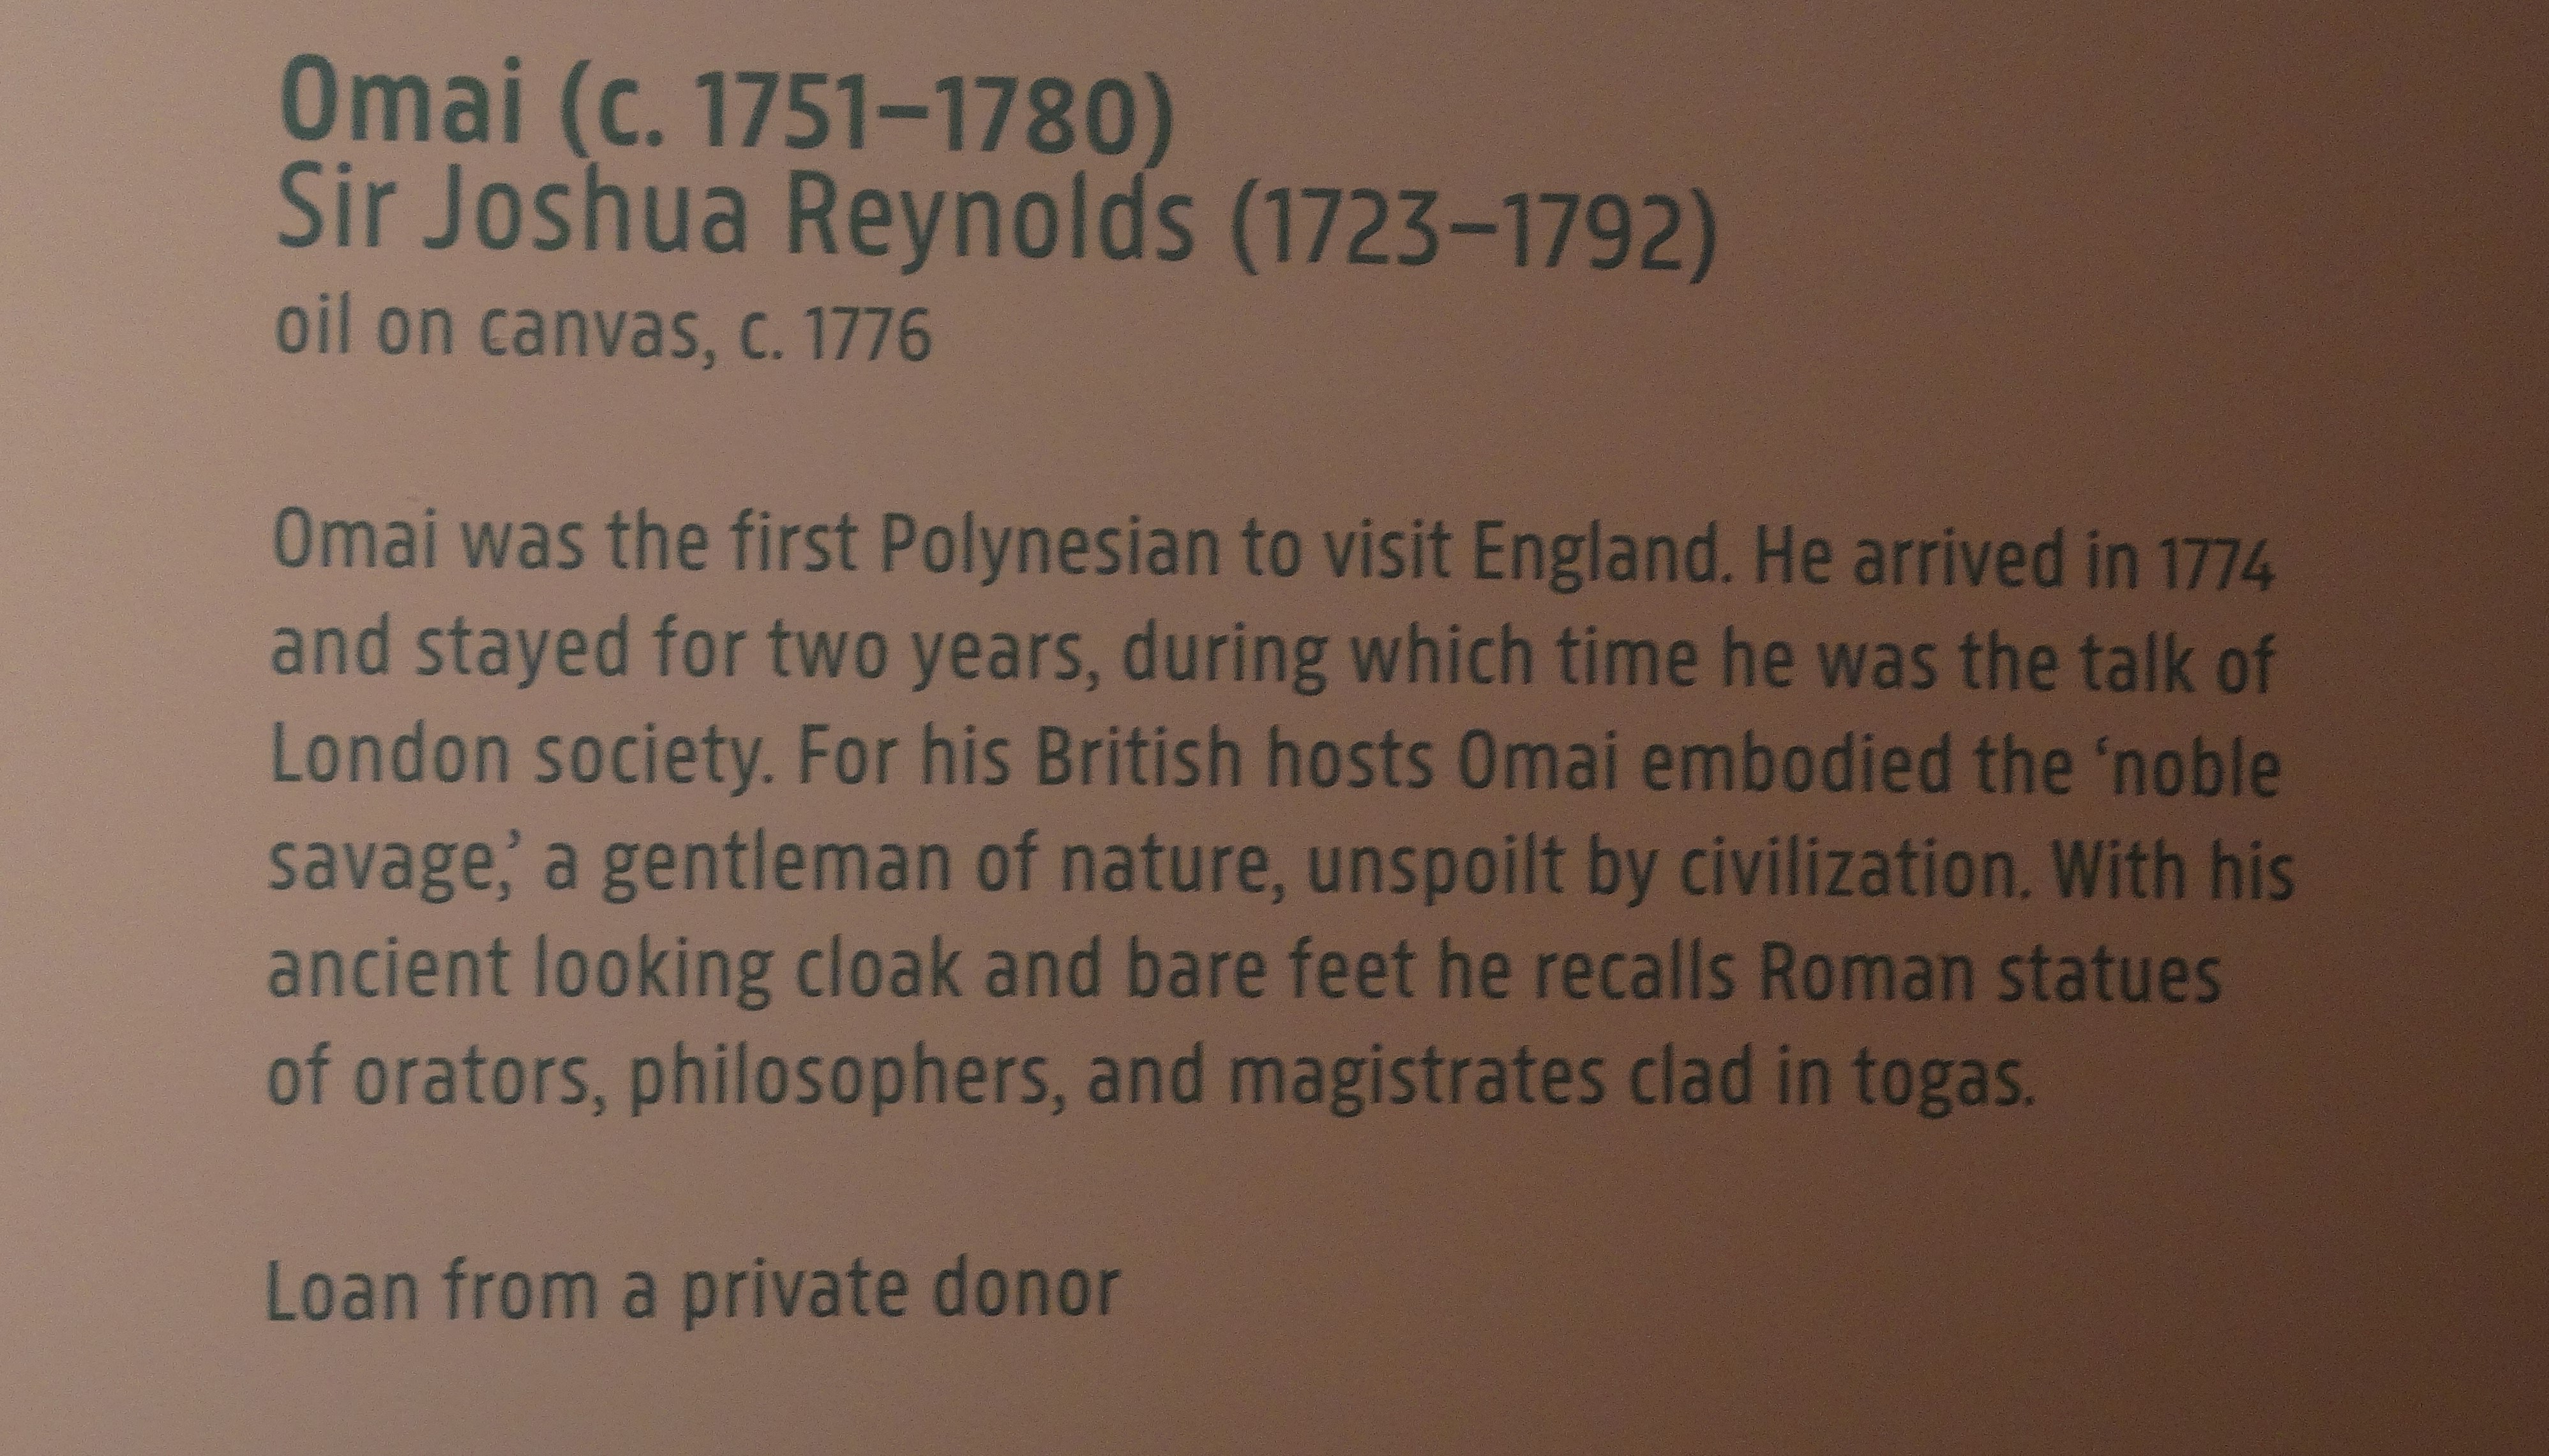 Omai (c. 1751–1780)
Sir Joshua Reynolds (1723–1792)
oil on canvas, c. 1776
Omai was the first Polynesian to visit England. He arrived in 1774
and stayed for two years, during which time he was the talk of
London society. For his British hosts Omai embodied the ‘noble
savage,’ a gentleman of nature, unspoilt by civilization. With his
ancient looking cloak and bare feet he recalls Roman statues
of orators, philosophers, and magistrates clad in togas.
Loan from a private donor